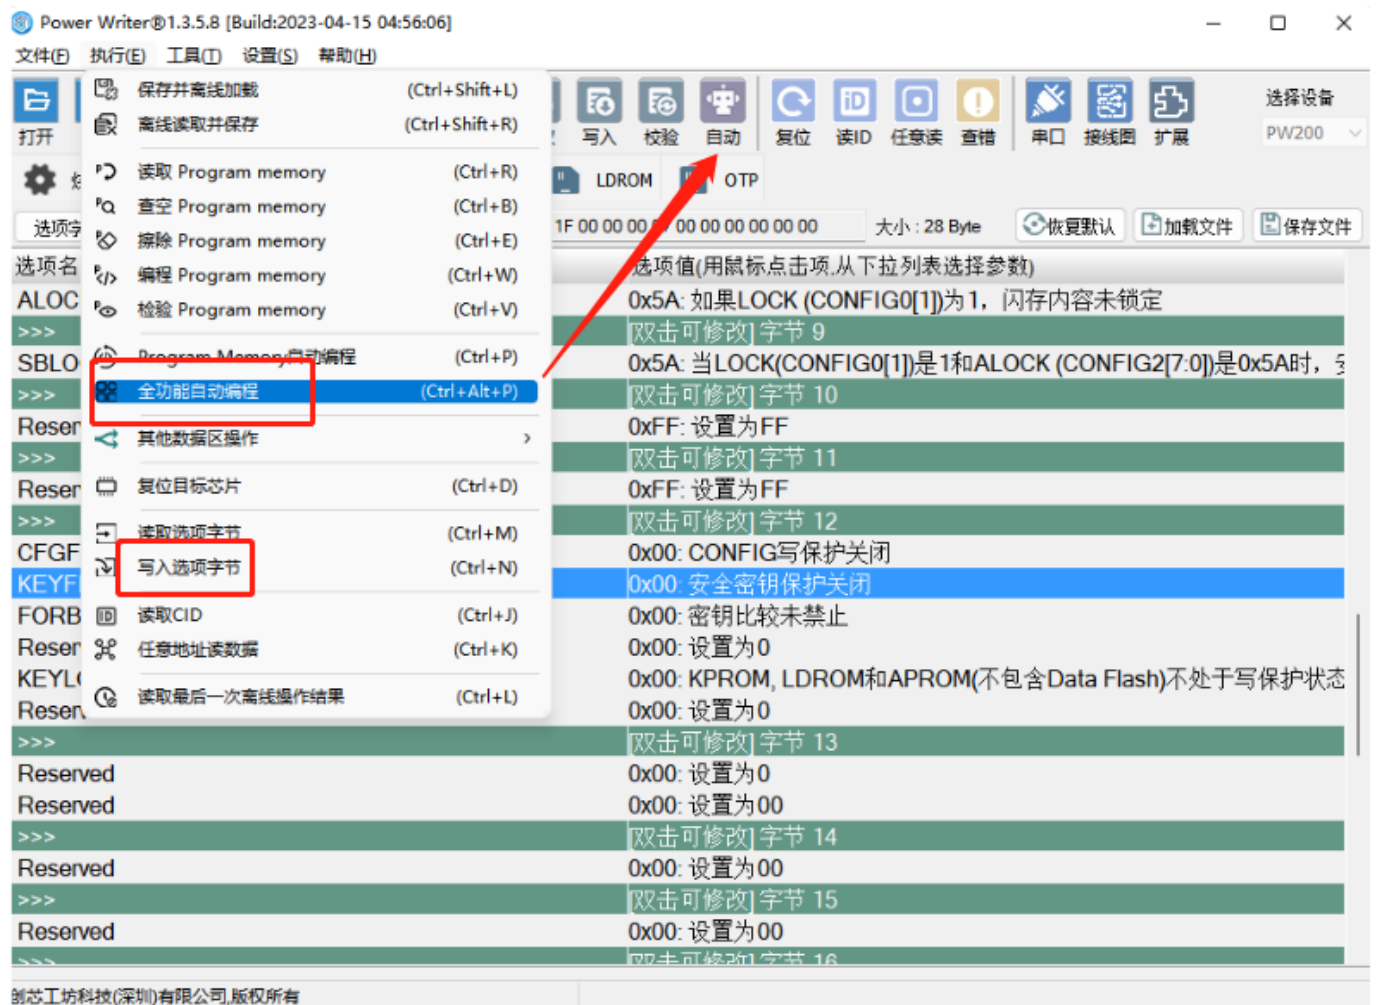 Power Writer®1.3.5.8 [Build:2023-04-15 04:56:06]
文件(F) 执行(E) 工具(T) 设置(S) 帮助(H)
打开 写入 校验 自动 复位 读ID 任意读 查错 串口 接线图 扩展
选择设备
PW200
LDROM OTP
选项字
1F 00 00 00 00 00 00 00 00 00
大小 : 28 Byte 恢复默认 加载文件 保存文件
保存并离线加载 (Ctrl+Shift+L)
离线读取并保存 (Ctrl+Shift+R)
读取 Program memory (Ctrl+R)
查空 Program memory (Ctrl+B)
擦除 Program memory (Ctrl+E)
编程 Program memory (Ctrl+W)
检验 Program memory (Ctrl+V)
Program Memory自动编程 (Ctrl+P)
全功能自动编程 (Ctrl+Alt+P)
其他数据区操作 >
复位目标芯片 (Ctrl+D)
读取选项字节 (Ctrl+M)
写入选项字节 (Ctrl+N)
读取CID (Ctrl+J)
任意地址读数据 (Ctrl+K)
读取最后一次离线操作结果 (Ctrl+L)
选项名 选项值(用鼠标点击项,从下拉列表选择参数)
ALOC 0x5A: 如果LOCK (CONFIG0[1])为1，闪存内容未锁定
>>> [双击可修改] 字节 9
SBLO 0x5A: 当LOCK(CONFIG0[1])是1和ALOCK (CONFIG2[7:0])是0x5A时，
>>> [双击可修改] 字节 10
Reser 0xFF: 设置为FF
>>> [双击可修改] 字节 11
Reser 0xFF: 设置为FF
>>> [双击可修改] 字节 12
CFGF 0x00: CONFIG写保护关闭
KEYF 0x00: 安全密钥保护关闭
FORB 0x00: 密钥比较未禁止
Reser 0x00: 设置为0
KEYL 0x00: KPROM, LDROM和APROM(不包含Data Flash)不处于写保护状态
Reserv 0x00: 设置为0
>>> [双击可修改] 字节 13
Reserved 0x00: 设置为0
Reserved 0x00: 设置为00
>>> [双击可修改] 字节 14
Reserved 0x00: 设置为00
>>> [双击可修改] 字节 15
Reserved 0x00: 设置为00
>>> [双击可修改] 字节 16
创芯工坊科技(深圳)有限公司,版权所有